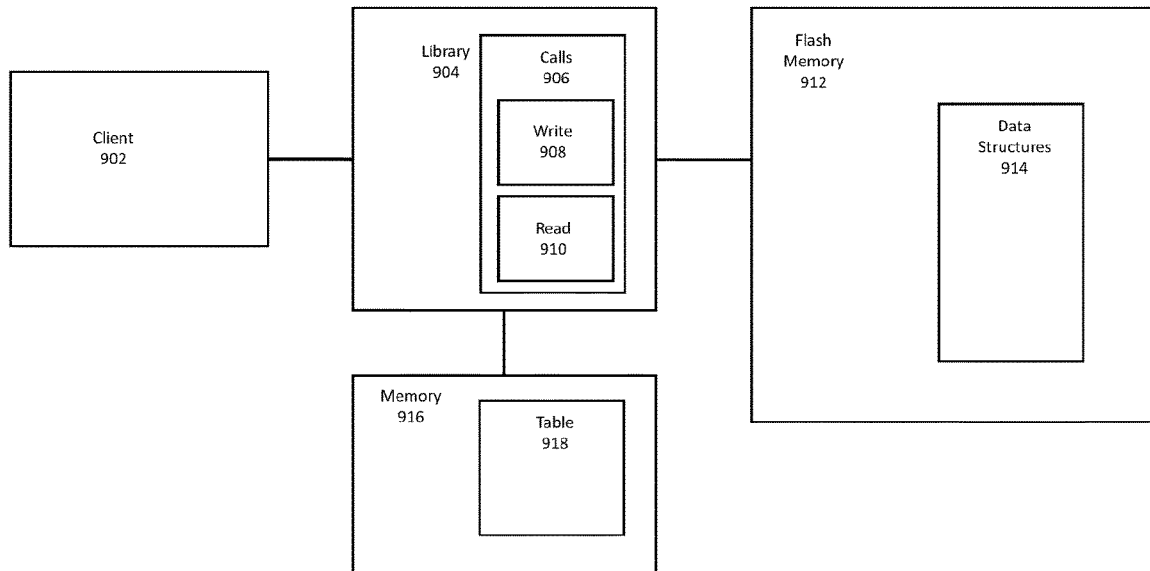 Client
902
Library
904
Calls
906
Write
908
Read
910
Flash
Memory
912
Data
Structures
914
Memory
916
Table
918